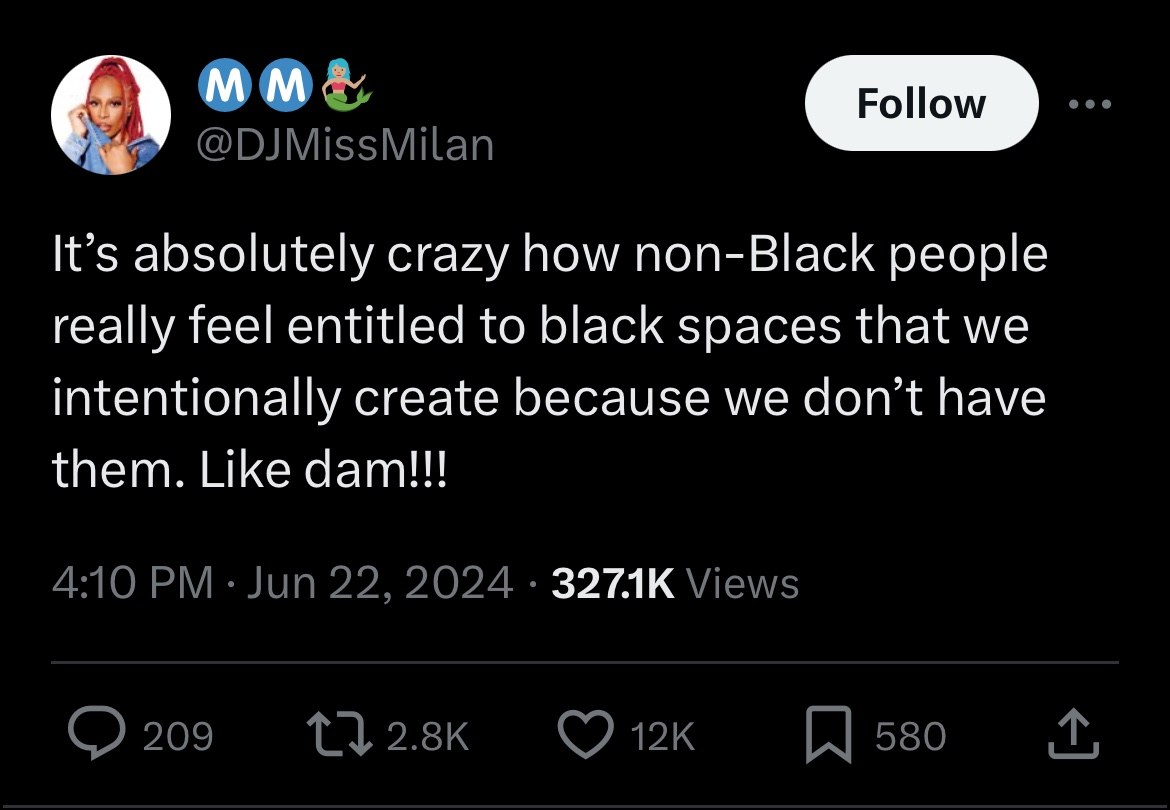 Ⓜ️Ⓜ️🧜🏼‍♀️
@DJMissMilan
Follow
It’s absolutely crazy how non-Black people
really feel entitled to black spaces that we
intentionally create because we don’t have
them. Like dam!!!
4:10 PM · Jun 22, 2024 · 327.1K Views
209 2.8K 12K 580